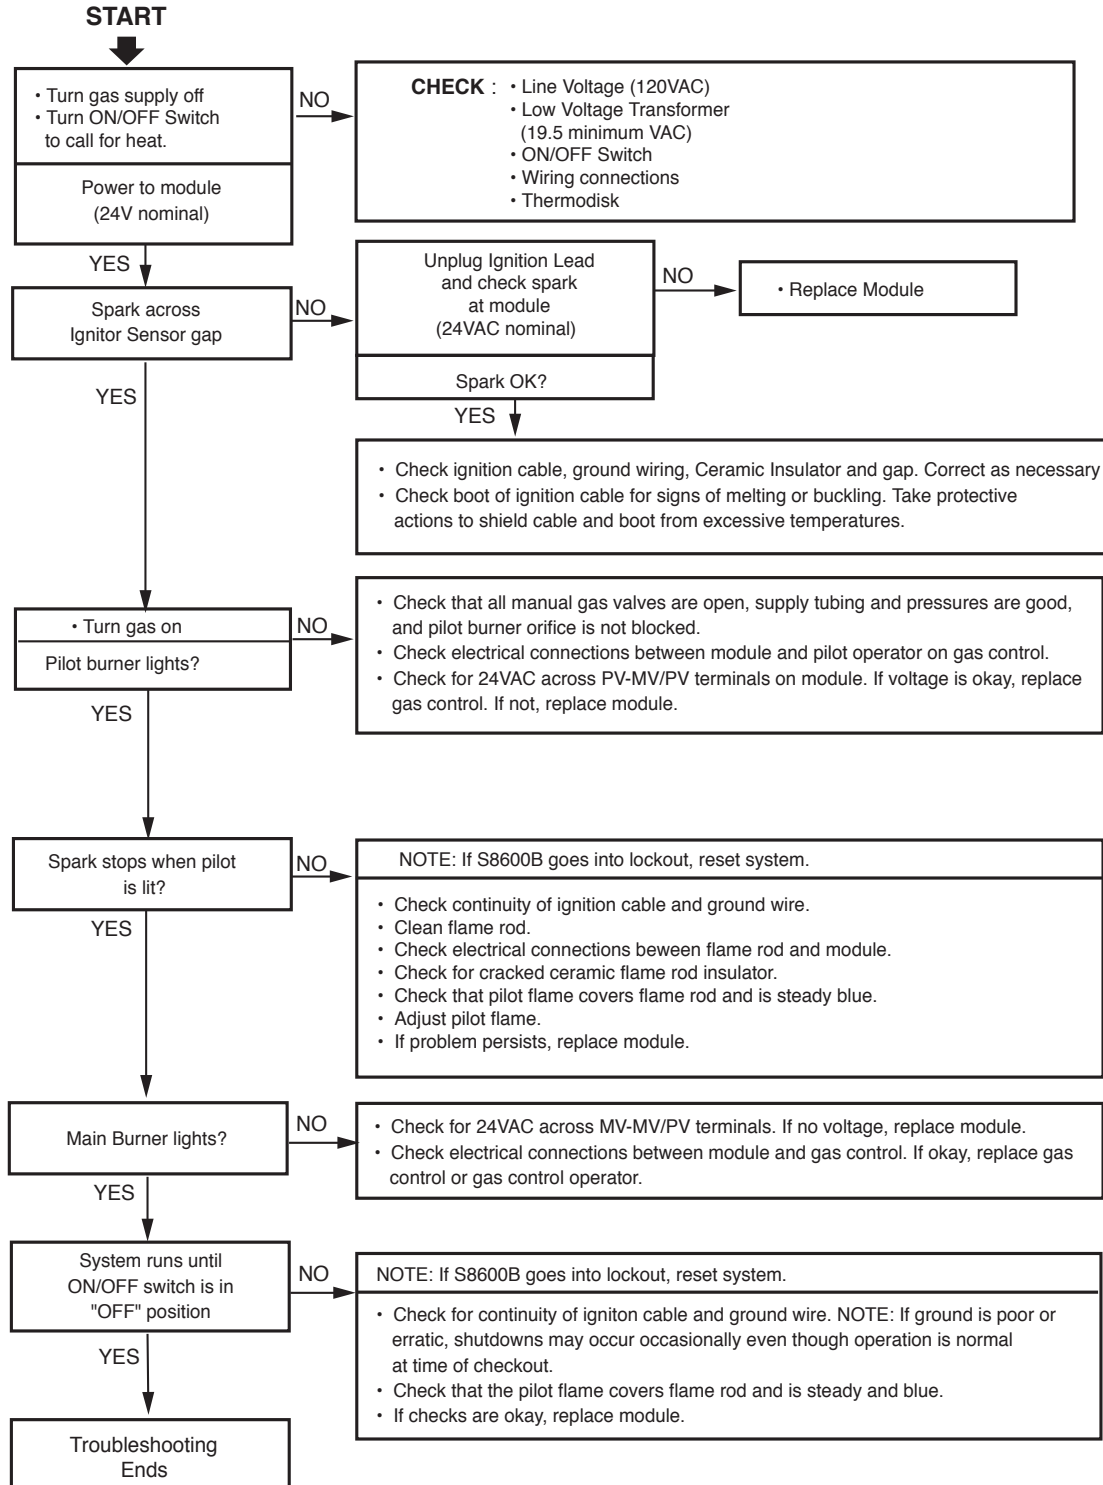 START
• Turn gas supply off
• Turn ON/OFF Switch
to call for heat.
Power to module
(24V nominal)
NO
CHECK : • Line Voltage (120VAC)
• Low Voltage Transformer
(19.5 minimum VAC)
• ON/OFF Switch
• Wiring connections
• Thermodisk
YES
Spark across
Ignitor Sensor gap
NO
Unplug Ignition Lead
and check spark
at module
(24VAC nominal)
Spark OK?
NO
• Replace Module
YES
• Check ignition cable, ground wiring, Ceramic Insulator and gap. Correct as necessary
• Check boot of ignition cable for signs of melting or buckling. Take protective
actions to shield cable and boot from excessive temperatures.
YES
• Turn gas on
Pilot burner lights?
NO
• Check that all manual gas valves are open, supply tubing and pressures are good,
and pilot burner orifice is not blocked.
• Check electrical connections between module and pilot operator on gas control.
• Check for 24VAC across PV-MV/PV terminals on module. If voltage is okay, replace
gas control. If not, replace module.
YES
Spark stops when pilot
is lit?
NO
NOTE: If S8600B goes into lockout, reset system.
• Check continuity of ignition cable and ground wire.
• Clean flame rod.
• Check electrical connections beween flame rod and module.
• Check for cracked ceramic flame rod insulator.
• Check that pilot flame covers flame rod and is steady blue.
• Adjust pilot flame.
• If problem persists, replace module.
YES
Main Burner lights?
NO
• Check for 24VAC across MV-MV/PV terminals. If no voltage, replace module.
• Check electrical connections between module and gas control. If okay, replace gas
control or gas control operator.
YES
System runs until
ON/OFF switch is in
"OFF" position
NO
NOTE: If S8600B goes into lockout, reset system.
• Check for continuity of igniton cable and ground wire. NOTE: If ground is poor or
erratic, shutdowns may occur occasionally even though operation is normal
at time of checkout.
• Check that the pilot flame covers flame rod and is steady and blue.
• If checks are okay, replace module.
YES
Troubleshooting
Ends